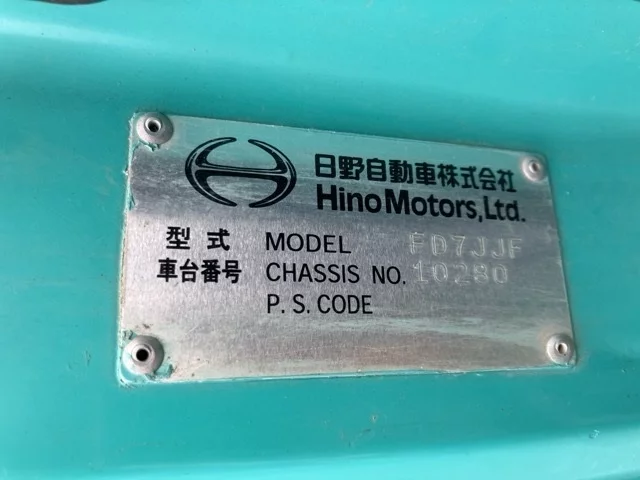 日野自動車株式会社
Hino Motors, Ltd.
型式 MODEL FD7JJF
車台番号 CHASSIS NO. 10280
P.S.CODE